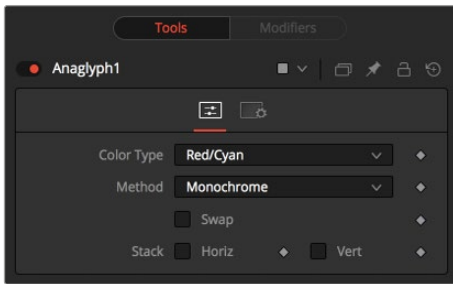 Tools Modifiers
Anaglyph1
Color Type Red/Cyan
Method Monochrome
Swap
Stack Horiz Vert